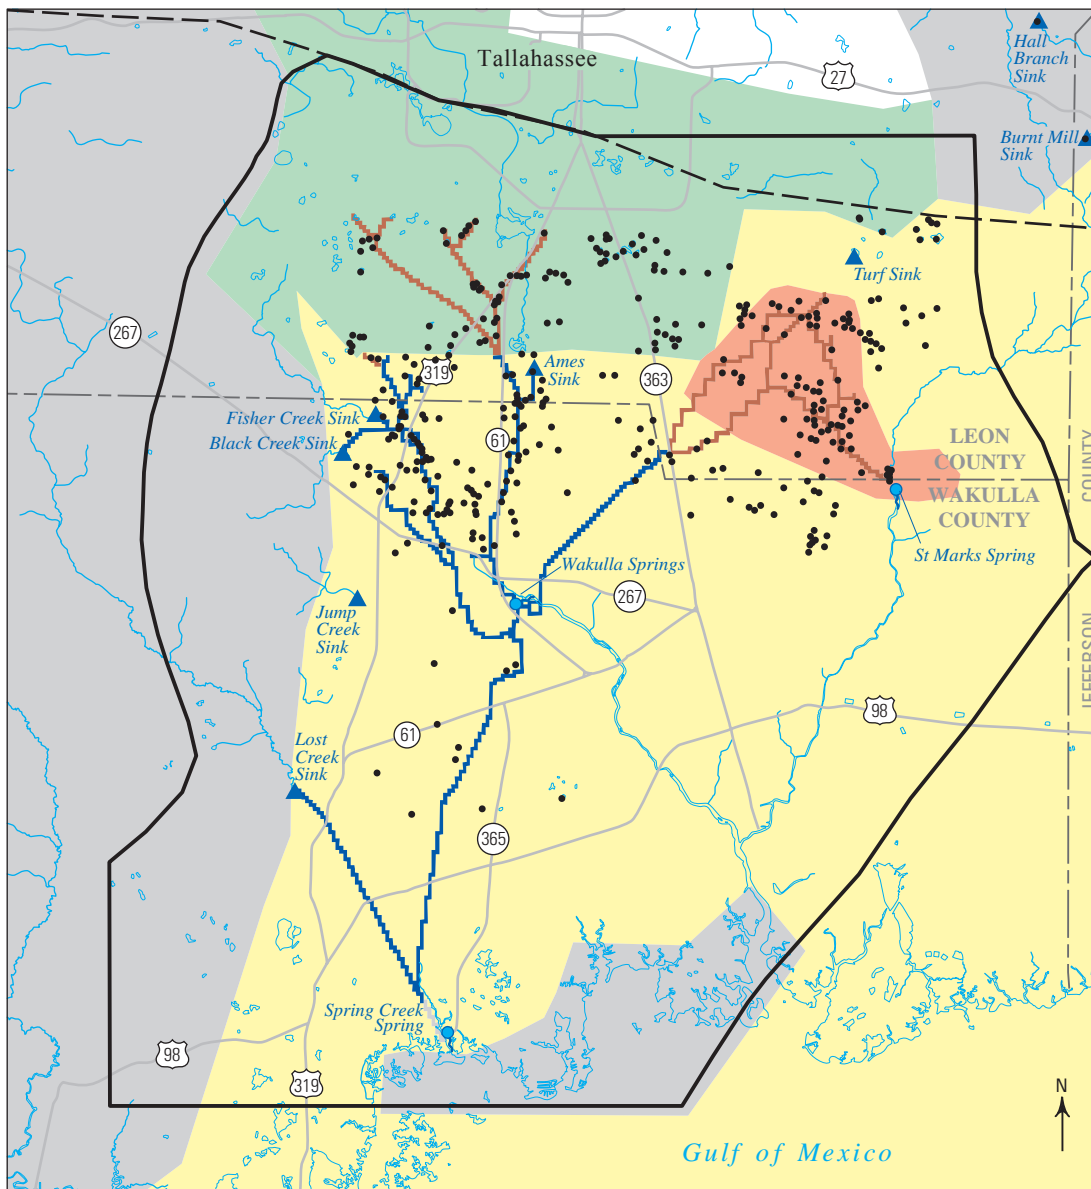 Hall
Branch
Sink
Tallahassee
27
Burnt Mill
Sink
Turf Sink
267
319
Ames
Sink
363
Fisher Creek Sink
Black Creek Sink
61
LEON
COUNTY
WAKULLA
COUNTY
COUNTY
JEFFERSON
St Marks Spring
Wakulla Springs
267
Jump
Creek
Sink
98
61
Lost
Creek
Sink
365
Spring Creek
Spring
98
319
N
Gulf of Mexico